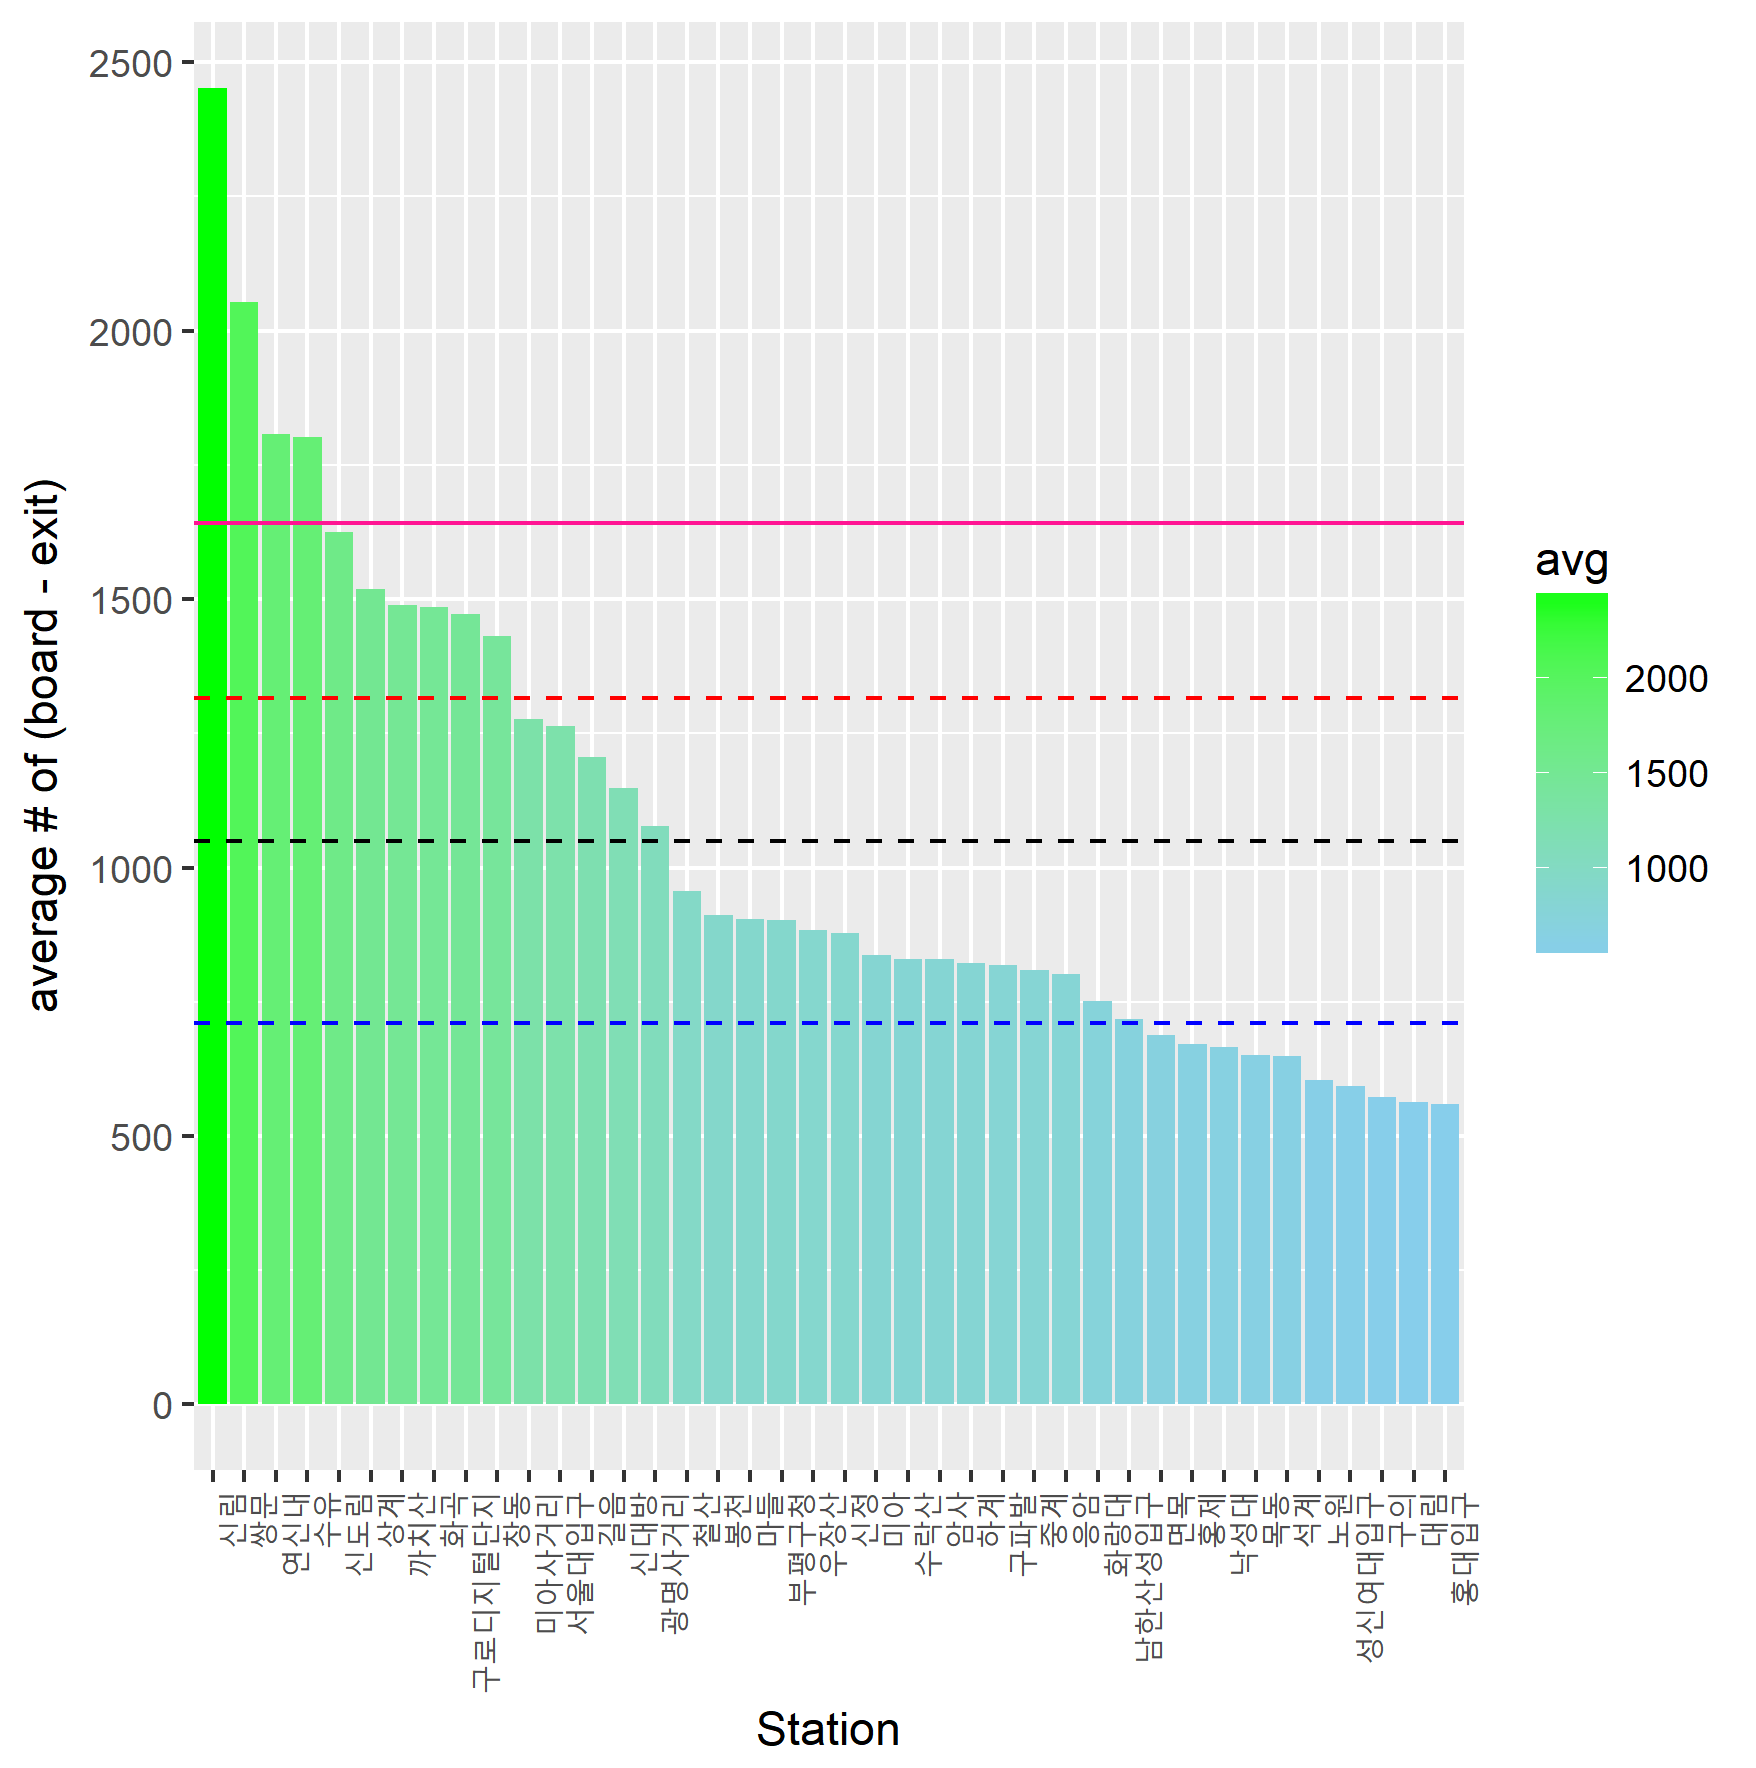 2500
2000
1500
1000
500
0
average # of (board - exit)
신림
쌍문
연신내
수유
신도림
상계
까치산
화곡
구로디지털단지
창동
미아사거리
서울대입구
길음
신대방
광명사거리
철산
봉천
마들
부평구청
우장산
신정
미아
수락산
암사
하계
구파발
중계
응암
화랑대
남한산성입구
면목
홍제
낙성대
목동
석계
노원
성신여대입구
구의
대림
홍대입구
Station
avg
2000
1500
1000